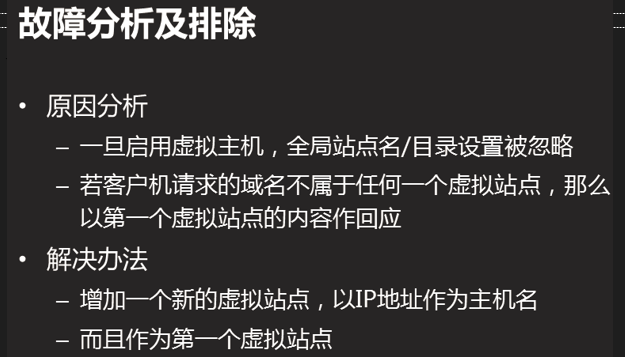 故障分析及排除
• 原因分析
– 一旦启用虚拟主机，全局站点名/目录设置被忽略
– 若客户机请求的域名不属于任何一个虚拟站点，那么
以第一个虚拟站点的内容作回应
• 解决办法
– 增加一个新的虚拟站点，以IP地址作为主机名
– 而且作为第一个虚拟站点